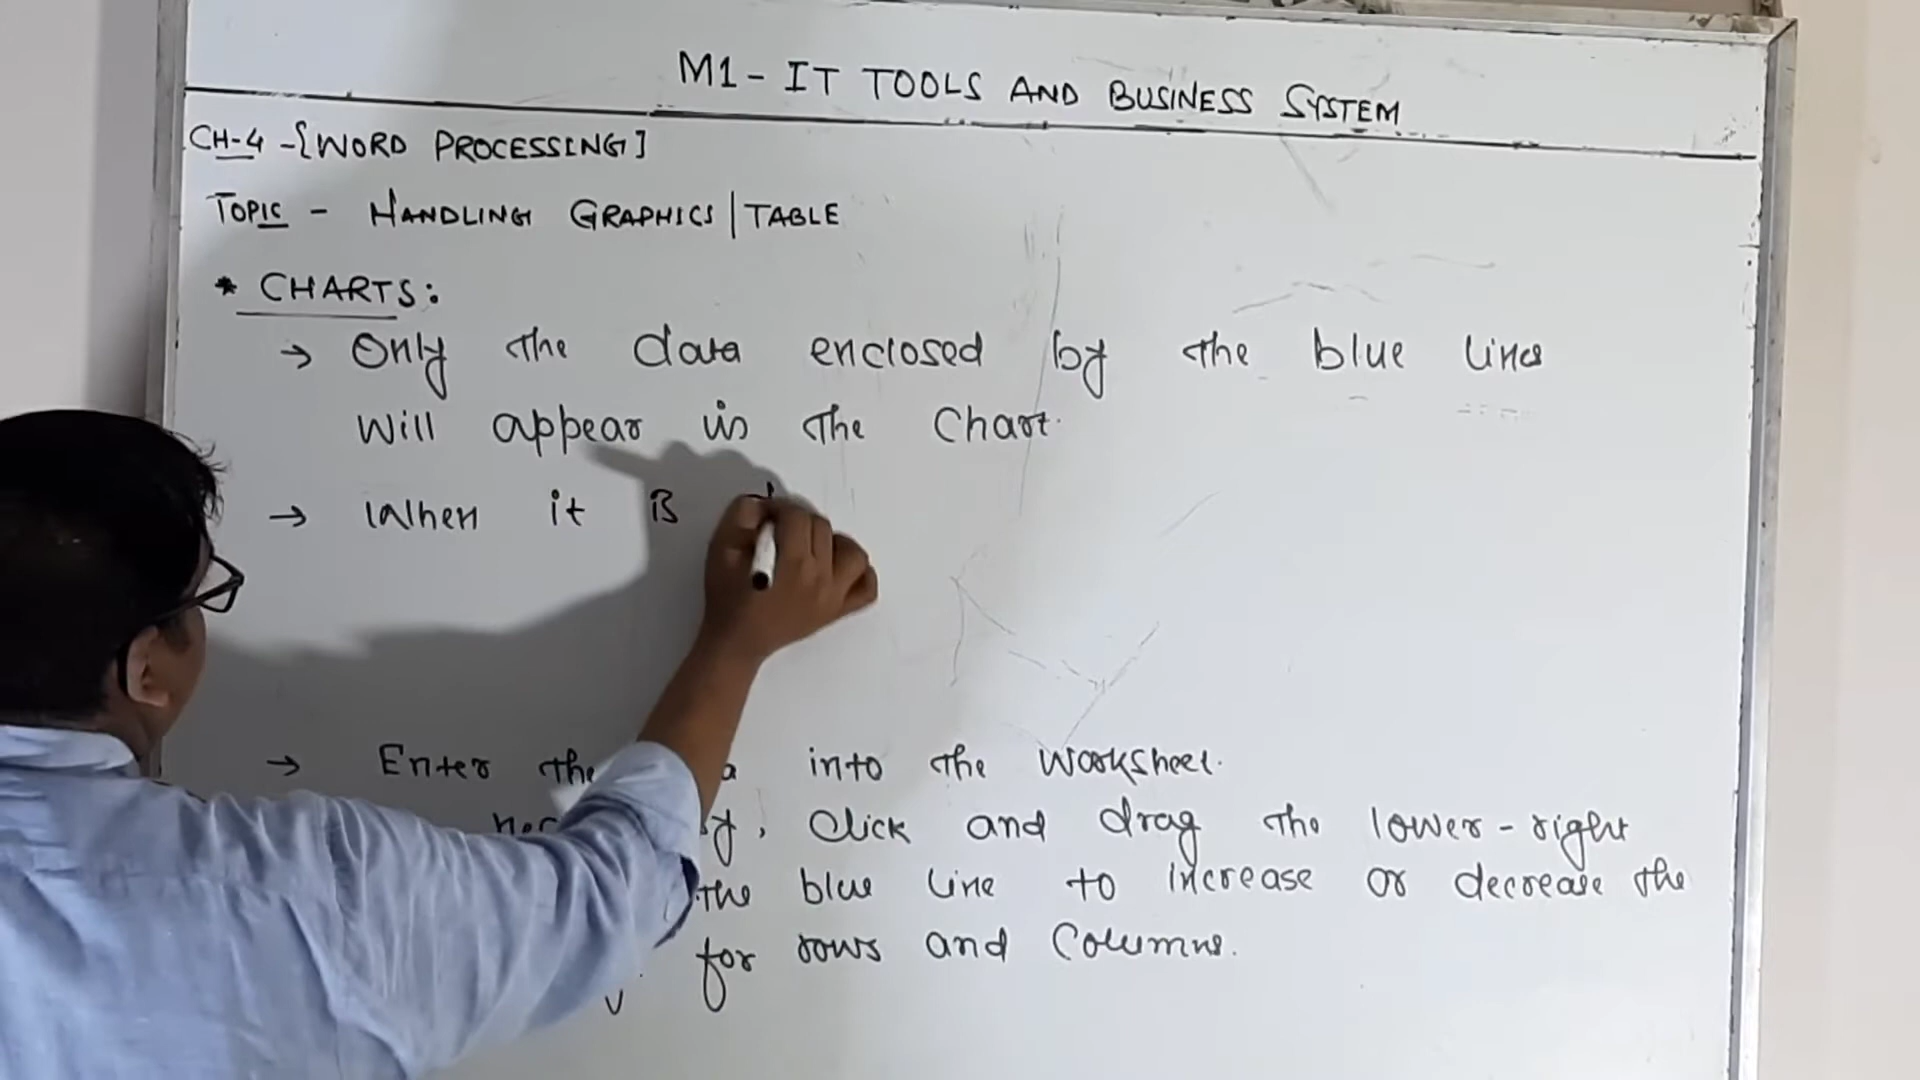 M1 - IT TOOLS AND BUSINESS SYSTEM
CH-4 - {WORD PROCESSING]
TOPIC - HANDLING GRAPHICS | TABLE
* CHARTS:
→ Only the data enclosed by the blue lines
Will appear in the Chart.
→ When it is
→ Enter the into the Worksheet.
, Click and drag the lower-right
the blue line to increase or decrease the
for rows and Columns.